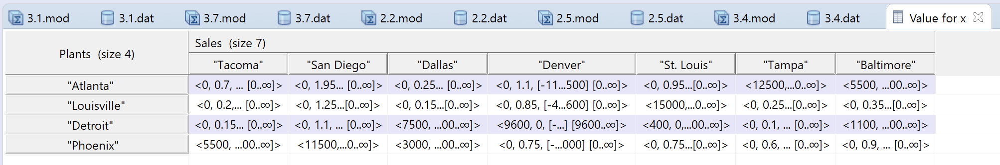 3.1.mod 3.1.dat 3.7.mod 3.7.dat 2.2.mod 2.2.dat 2.5.mod 2.5.dat 3.4.mod 3.4.dat Value for x
Plants (size 4) Sales (size 7)
"Tacoma" "San Diego" "Dallas" "Denver" "St. Louis" "Tampa" "Baltimore"
"Atlanta" <0, 0.7, ... [0..∞]> <0, 1.95... [0..∞]> <0, 0.25... [0..∞]> <0, 1.1, [-11...500] [0..∞]> <0, 0.95...[0..∞]> <12500,...0..∞]> <5500, ...00..∞]>
"Louisville" <0, 0.2,... [0..∞]> <0, 1.25...[0..∞]> <0, 0.15...[0..∞]> <0, 0.85, [-4...600] [0..∞]> <15000,...0..∞]> <0, 0.25...[0..∞]> <0, 0.35...[0..∞]>
"Detroit" <0, 0.15... [0..∞]> <0, 1.1, ... [0..∞]> <7500, ...00..∞]> <9600, 0, [-...] [9600..∞]> <400, 0,...00..∞]> <0, 0.1, ... [0..∞]> <1100, ...00..∞]>
"Phoenix" <5500, ...00..∞]> <11500,...0..∞]> <3000, ...00..∞]> <0, 0.75, [-...000] [0..∞]> <0, 0.75...[0..∞]> <0, 0.6, ... [0..∞]> <0, 0.9, ... [0..∞]>